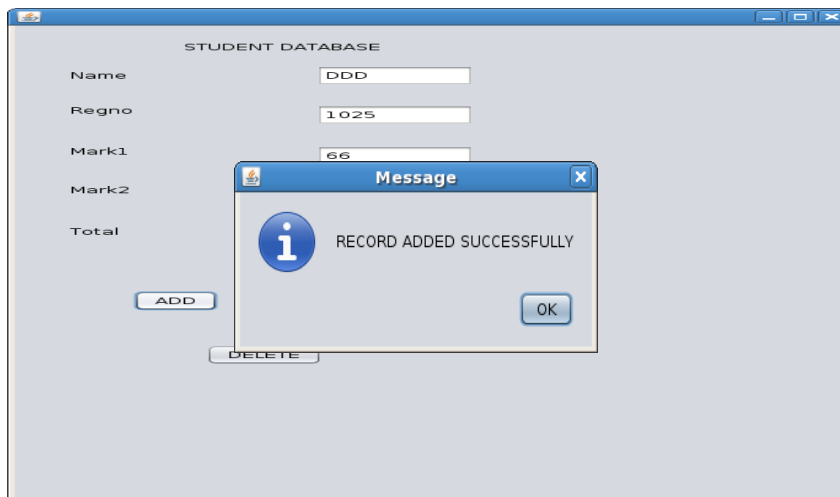 STUDENT DATABASE
Name DDD
Regno 1025
Mark1 66
Mark2
Total
Message
RECORD ADDED SUCCESSFULLY
OK
ADD
DELETE